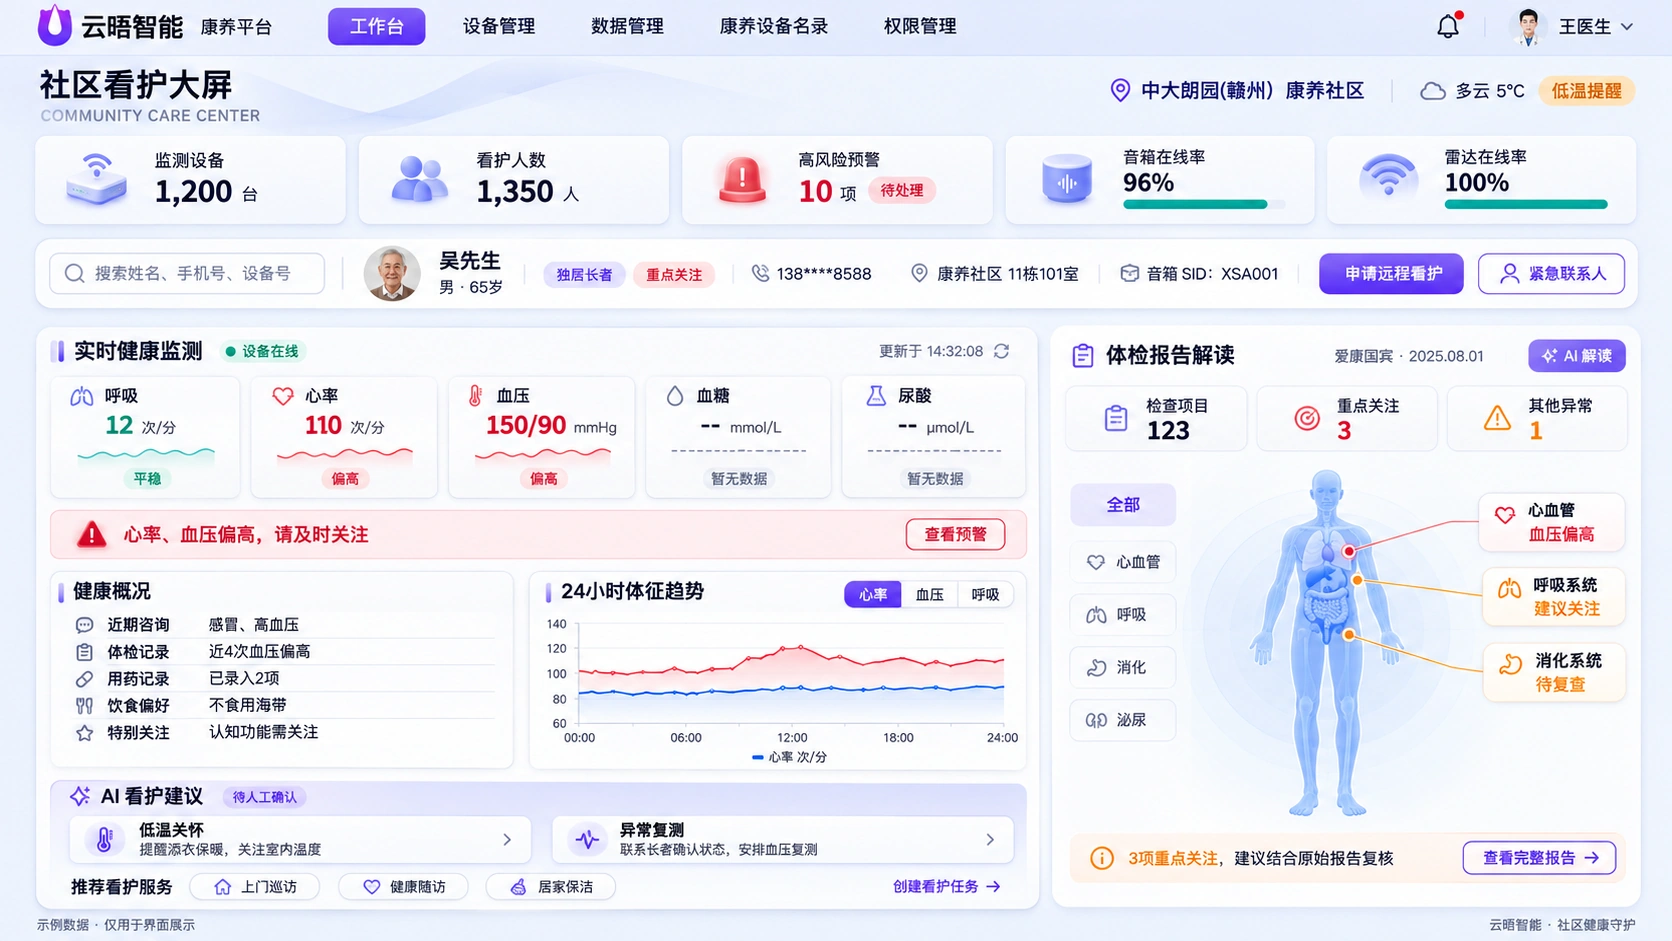 云晤智能 康养平台 工作台 设备管理 数据管理 康养设备名录 权限管理 王医生
社区看护大屏
COMMUNITY CARE CENTER
中大朗园(赣州）康养社区 多云 5°C 低温提醒
监测设备
1,200 台
看护人数
1,350 人
高风险预警
10 项 待处理
音箱在线率
96%
雷达在线率
100%
搜索姓名、手机号、设备号
吴先生
男 · 65岁
独居长者 重点关注 138****8588 康养社区 11栋101室 音箱 SID：XSA001 申请远程看护 紧急联系人
实时健康监测 设备在线 更新于 14:32:08
呼吸
12 次/分
平稳
心率
110 次/分
偏高
血压
150/90 mmHg
偏高
血糖
-- mmol/L
暂无数据
尿酸
-- μmol/L
暂无数据
心率、血压偏高，请及时关注 查看预警
健康概况
近期咨询 感冒、高血压
体检记录 近4次血压偏高
用药记录 已录入2项
饮食偏好 不食用海带
特别关注 认知功能需关注
24小时体征趋势 心率 血压 呼吸
140
120
100
80
60
00:00 06:00 12:00 18:00 24:00
心率 次/分
AI 看护建议 待人工确认
低温关怀
提醒添衣保暖，关注室内温度
异常复测
联系长者确认状态，安排血压复测
推荐看护服务 上门巡访 健康随访 居家保洁 创建看护任务 →
体检报告解读 爱康国宾 · 2025.08.01 AI 解读
检查项目
123
重点关注
3
其他异常
1
全部
心血管
呼吸
消化
泌尿
心血管
血压偏高
呼吸系统
建议关注
消化系统
待复查
3项重点关注，建议结合原始报告复核 查看完整报告 →
示例数据 · 仅用于界面展示 云晤智能 · 社区健康守护